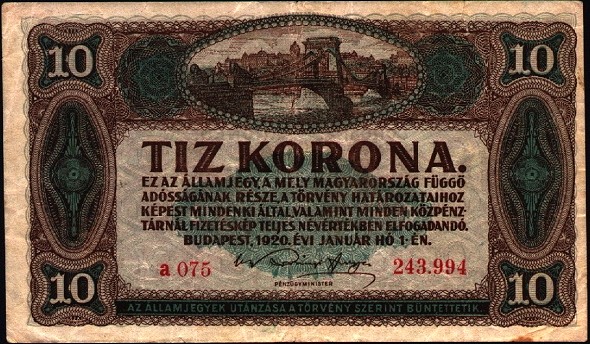 10 10
TIZ KORONA.
EZ AZ ÁLLAMJEGY, A MELY MAGYARORSZÁG FÜGGŐ
ADÓSSÁGÁNAK RÉSZE, A TÖRVÉNY HATÁROZATAIHOZ
KÉPEST MINDENKI ÁLTAL, VALAMINT MINDEN KÖZPÉNZ-
TÁRNÁL FIZETÉSKÉP TELJES NÉVÉRTÉKBEN ELFOGADANDÓ.
BUDAPEST, 1920. ÉVI JANUÁR HÓ 1-ÉN.
a 075 243.994
PÉNZÜGYMINISTER
10 10
AZ ÁLLAMJEGYEK UTÁNZÁSA A TÖRVÉNY SZERINT BÜNTETTETIK.